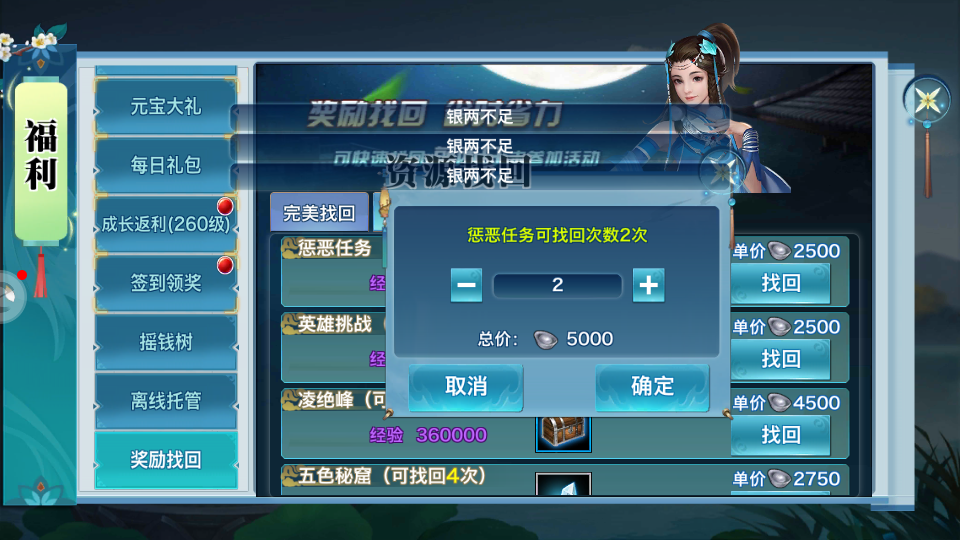 福利
元宝大礼
每日礼包
成长返利(260级)
签到领奖
摇钱树
离线托管
奖励找回
奖励找回 省时省力
银两不足
银两不足
银两不足
资源找回
完美找回
惩恶任务
单价 2500
找回
英雄挑战
单价 2500
找回
凌绝峰（可
经验 360000
单价 4500
找回
五色秘窟（可找回4次）
单价 2750
惩恶任务可找回次数2次
2
总价： 5000
取消
确定